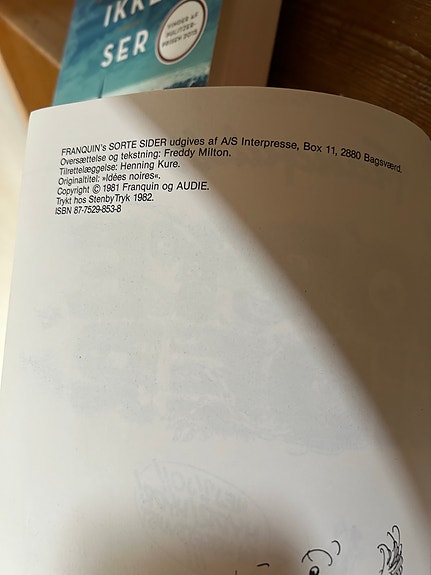 IKKE
SER
VINDER AF
PULITZER-
PRISEN 2015
FRANQUIN's SORTE SIDER udgives af A/S Interpresse, Box 11, 2880 Bagsværd.
Oversættelse og tekstning: Freddy Milton.
Tilrettelæggelse: Henning Kure.
Originaltitel: »Idées noires«.
Copyright © 1981 Franquin og AUDIE.
Trykt hos StenbyTryk 1982.
ISBN 87-7529-853-8